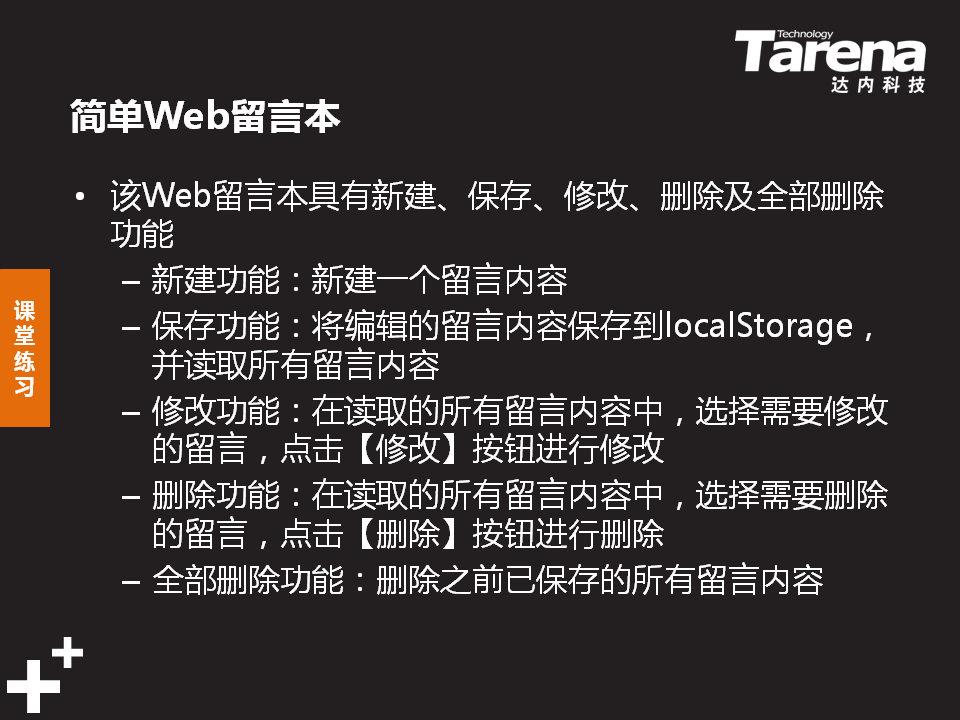 Technology
Tarena
达内科技
简单Web留言本
• 该Web留言本具有新建、保存、修改、删除及全部删除
功能
– 新建功能：新建一个留言内容
– 保存功能：将编辑的留言内容保存到localStorage，
并读取所有留言内容
– 修改功能：在读取的所有留言内容中，选择需要修改
的留言，点击【修改】按钮进行修改
– 删除功能：在读取的所有留言内容中，选择需要删除
的留言，点击【删除】按钮进行删除
– 全部删除功能：删除之前已保存的所有留言内容
课
堂
练
习